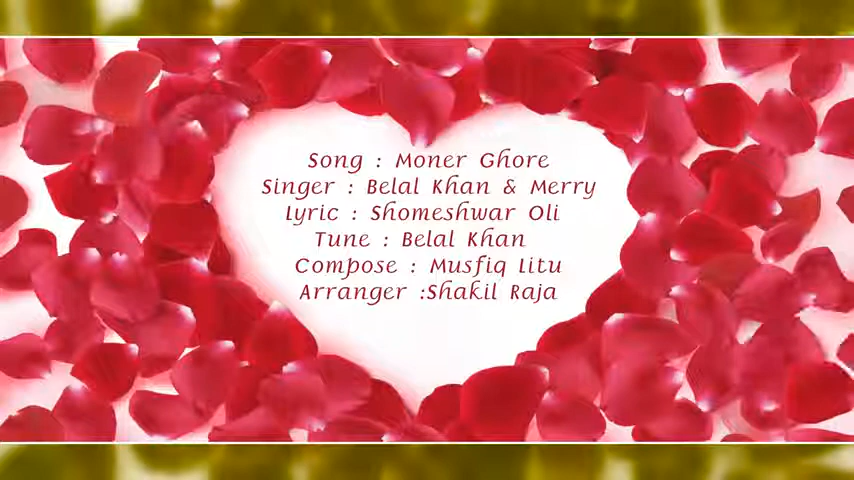 Song : Moner Ghore
Singer : Belal Khan & Merry
Lyric : Shomeshwar Oli
Tune : Belal Khan
Compose : Musfiq Litu
Arranger :Shakil Raja